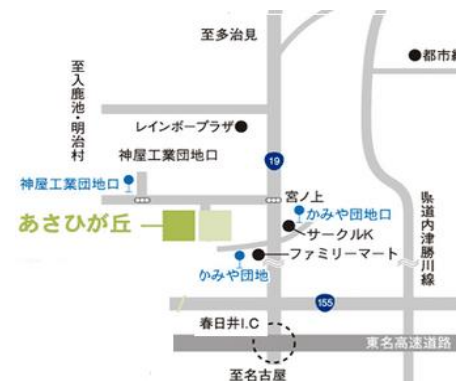 至多治見
都市緑
至入鹿池・明治村
レインボープラザ
神屋工業団地口
19
神屋工業団地口
宮ノ上
かみや団地口
あさひが丘
サークルK
ファミリーマート
県道内津勝川線
かみや団地
155
春日井I.C
東名高速道路
至名古屋